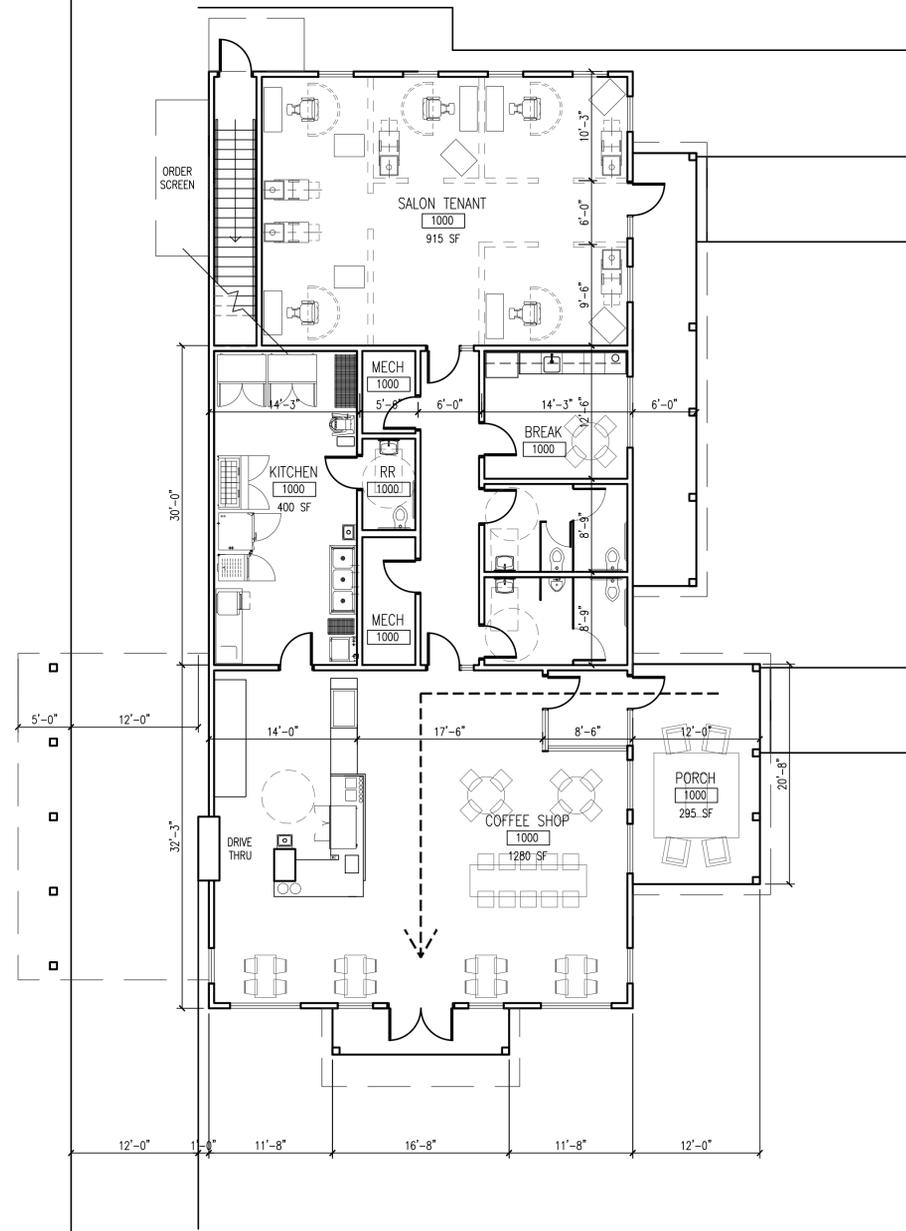 ORDER
SCREEN
10'-3"
SALON TENANT
1000
915 SF
6'-0"
9'-6"
MECH
1000
14'-3"
5'-8"
6'-0"
14'-3"
6'-0"
12'-6"
BREAK
1000
KITCHEN
1000
400 SF
RR
1000
30'-0"
8'-9"
MECH
1000
8'-9"
5'-0"
12'-0"
14'-0"
17'-6"
8'-6"
12'-0"
PORCH
1000
295 SF
20'-8"
COFFEE SHOP
1000
1280 SF
DRIVE
THRU
32'-3"
12'-0"
1'-0"
11'-8"
16'-8"
11'-8"
12'-0"